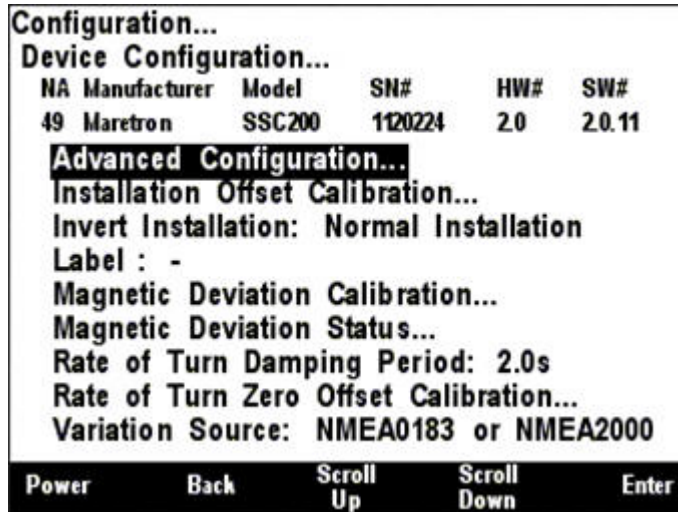 Configuration...
Device Configuration...
NA Manufacturer Model SN# HW# SW#
49 Maretron SSC200 1120224 2.0 2.0.11
Advanced Configuration...
Installation Offset Calibration...
Invert Installation: Normal Installation
Label : -
Magnetic Deviation Calibration...
Magnetic Deviation Status...
Rate of Turn Damping Period: 2.0s
Rate of Turn Zero Offset Calibration...
Variation Source: NMEA0183 or NMEA2000
Power Back Scroll Up Scroll Down Enter